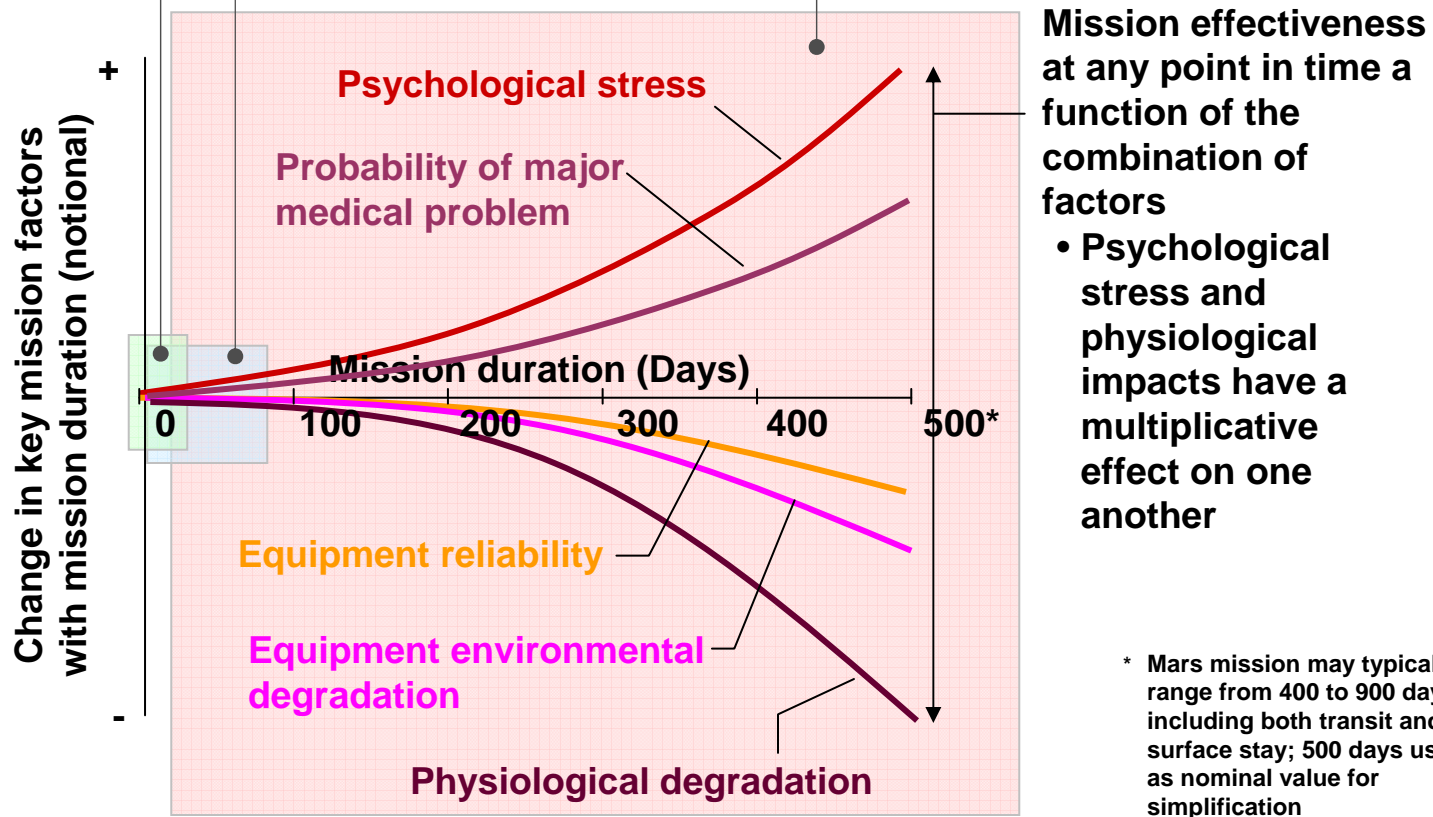 Change in key mission factors
with mission duration (notional)
+
-
Psychological stress
Probability of major
medical problem
Mission duration (Days)
0 100 200 300 400 500*
Equipment reliability
Equipment environmental
degradation
Physiological degradation
Mission effectiveness
at any point in time a
function of the
combination of
factors
• Psychological
stress and
physiological
impacts have a
multiplicative
effect on one
another
* Mars mission may typical
range from 400 to 900 day
including both transit and
surface stay; 500 days us
as nominal value for
simplification